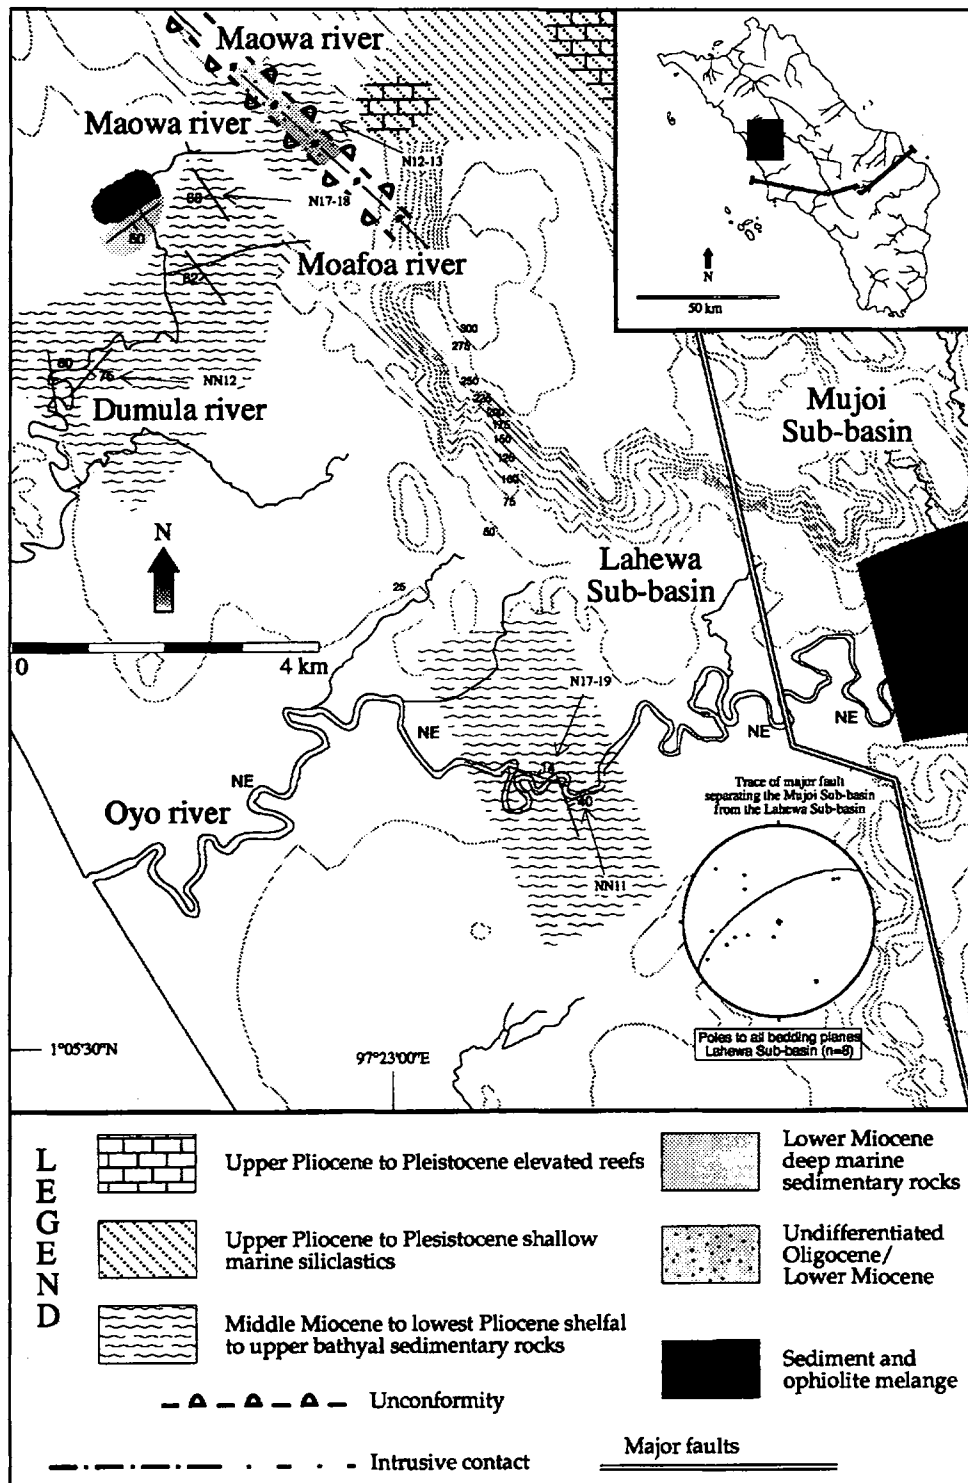 Maowa river
Maowa river
N12-13
N17-18
Moafoa river
N
50 km
68
60
82
60
76
NN12
Dumula river
300
275
250
225
200
175
150
125
100
75
50
25
Mujoi
Sub-basin
N
Lahewa
Sub-basin
0
4 km
N17-19
NE
NE
NE
NE
Oyo river
14
40
NN11
Trace of major fault
separating the Mujoi Sub-basin
from the Lahewa Sub-basin
Poles to all bedding planes
Lahewa Sub-basin (n=8)
1°05'30"N
97°23'00"E
LEGEND
Upper Pliocene to Pleistocene elevated reefs
Upper Pliocene to Plesistocene shallow
marine siliclastics
Middle Miocene to lowest Pliocene shelfal
to upper bathyal sedimentary rocks
Unconformity
Intrusive contact
Lower Miocene
deep marine
sedimentary rocks
Undifferentiated
Oligocene/
Lower Miocene
Sediment and
ophiolite melange
Major faults